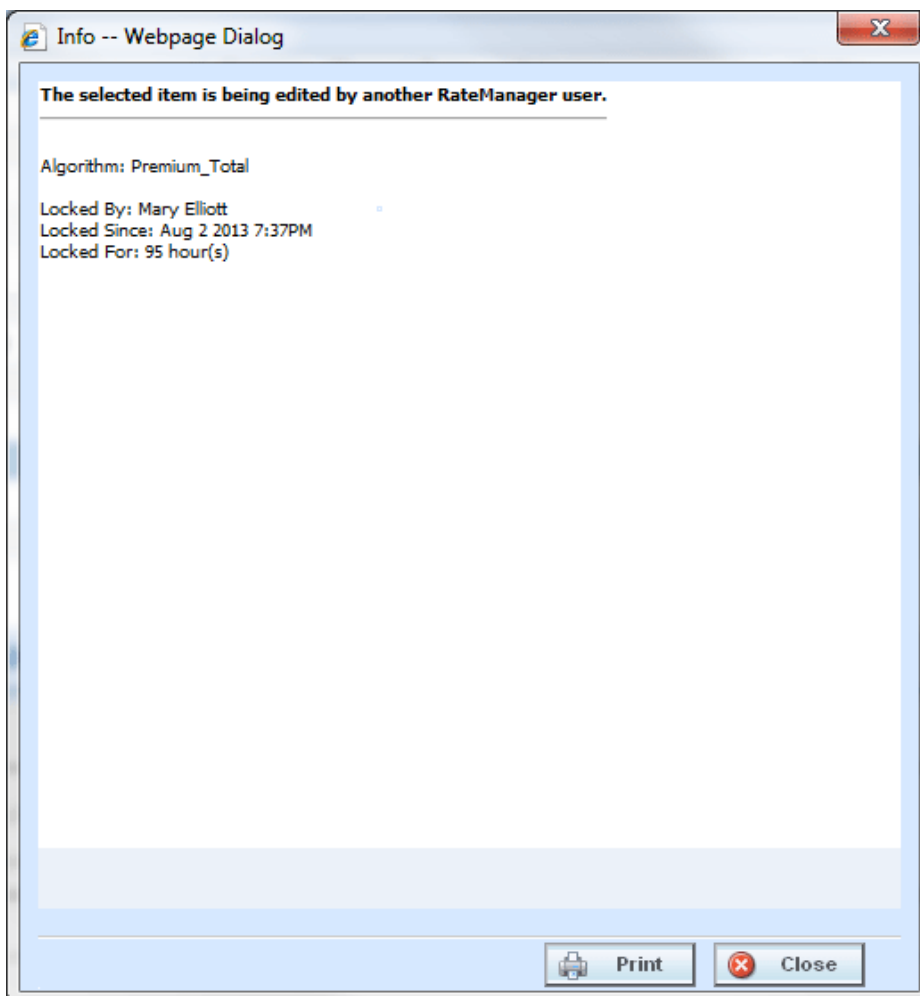 Info -- Webpage Dialog
The selected item is being edited by another RateManager user.
Algorithm: Premium_Total
Locked By: Mary Elliott
Locked Since: Aug 2 2013 7:37PM
Locked For: 95 hour(s)
Print
Close